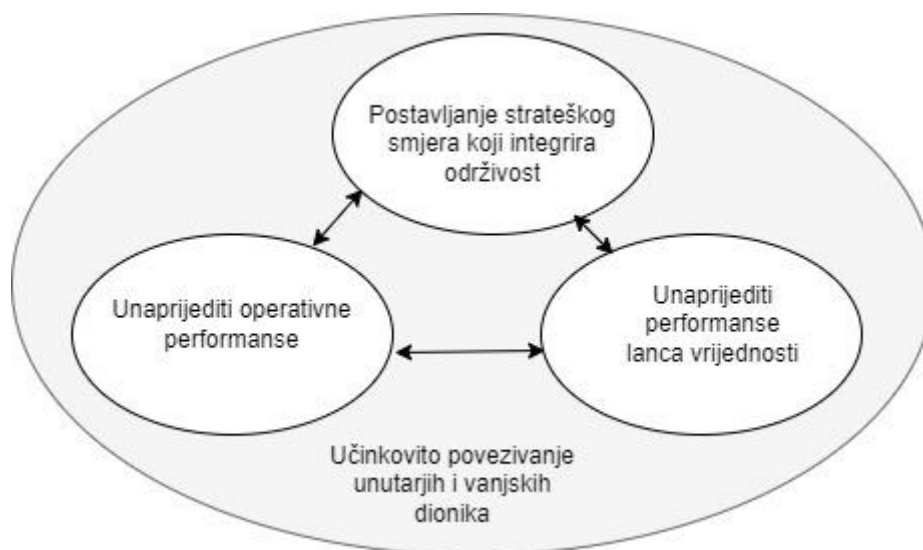 Postavljanje strateškog
smjera koji integrira
održivost
Unaprijediti operativne
performanse
Unaprijediti
performanse
lanca vrijednosti
Učinkovito povezivanje
unutarjih i vanjskih
dionika